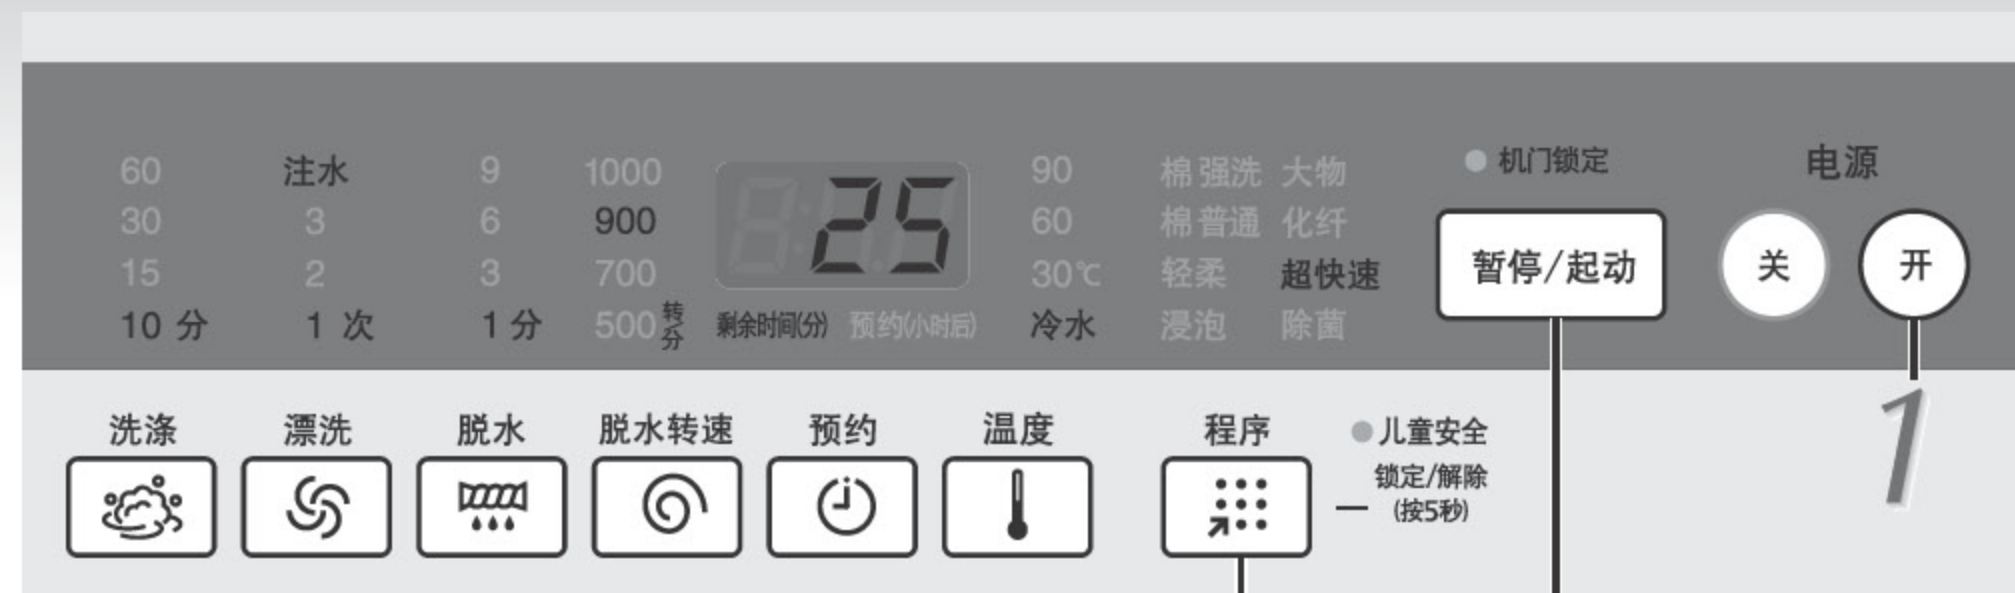 60 注水 9 1000 25 90 棉强洗 大物 机门锁定 电源
30 3 6 900 60 棉普通 化纤
15 2 3 700 30℃ 轻柔 超快速 暂停/起动 关 开
10 分 1 次 1 分 500 转/分 剩余时间(分) 预约(小时后) 冷水 浸泡 除菌
洗涤 漂洗 脱水 脱水转速 预约 温度 程序 儿童安全
锁定/解除
(按5秒)
1